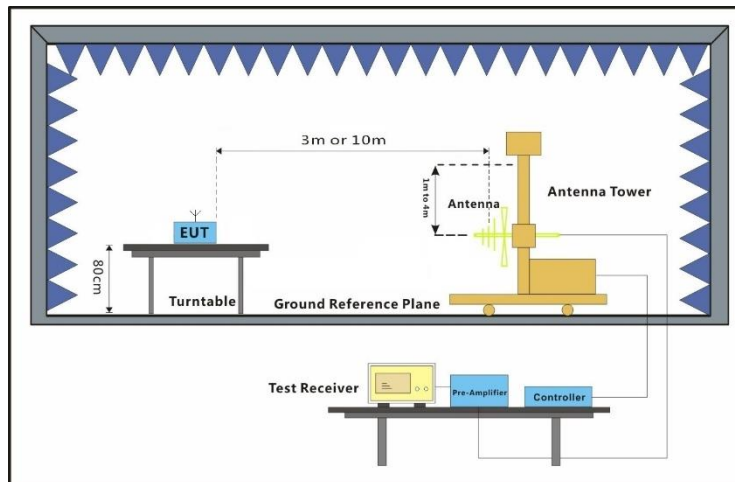 3m or 10m
1m to 4m
Antenna
Antenna Tower
EUT
80cm
Turntable
Ground Reference Plane
Test Receiver
Pre-Amplifier
Controller